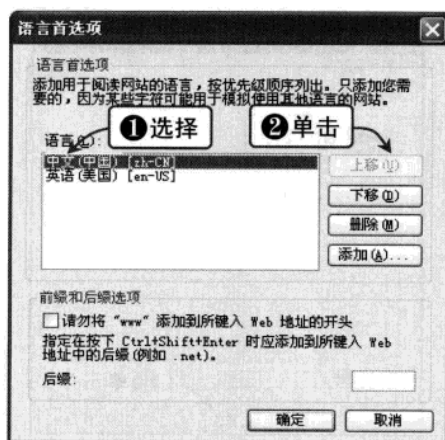 语言首选项
语言首选项
添加用于阅读网站的语言，按优先级顺序列出。只添加您需
要的，因为某些字符可能用于模拟使用其他语言的网站。
❶选择
❷单击
语言(L):
中文(中国) [zh-CN]
英语(美国) [en-US]
上移(U)
下移(D)
删除(M)
添加(A)...
前缀和后缀选项
请勿将 "www" 添加到所键入 Web 地址的开头
指定在按下 Ctrl+Shift+Enter 时应添加到所键入 Web
地址中的后缀(例如 .net)。
后缀:
确定
取消